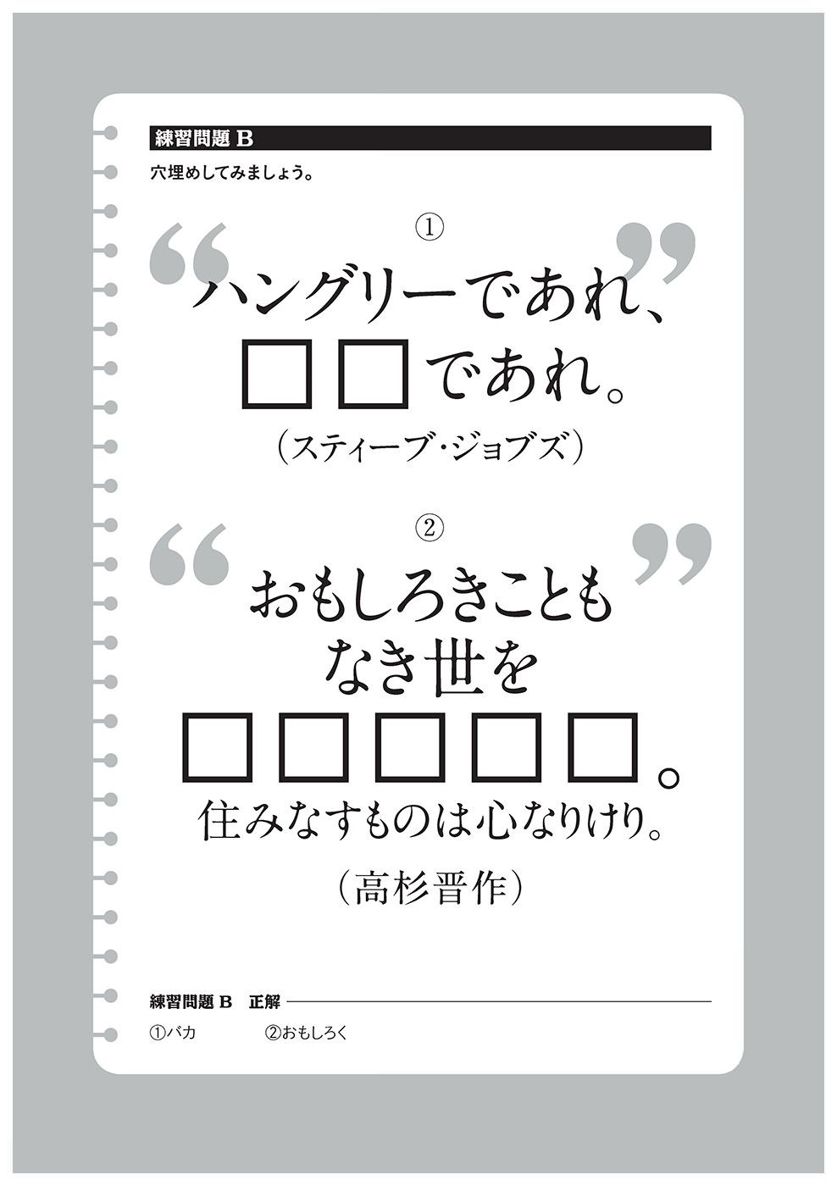 練習問題 B
穴埋めしてみましょう。
①
“ハンググリーであれ、”
□□であれ。
（スティーブ・ジョブズ）
②
“おもしろきことも”
なき世を
□□□□□。
住みなすものは心なりけり。
（高杉晋作）
練習問題 B 正解
①バカ ②おもしろく